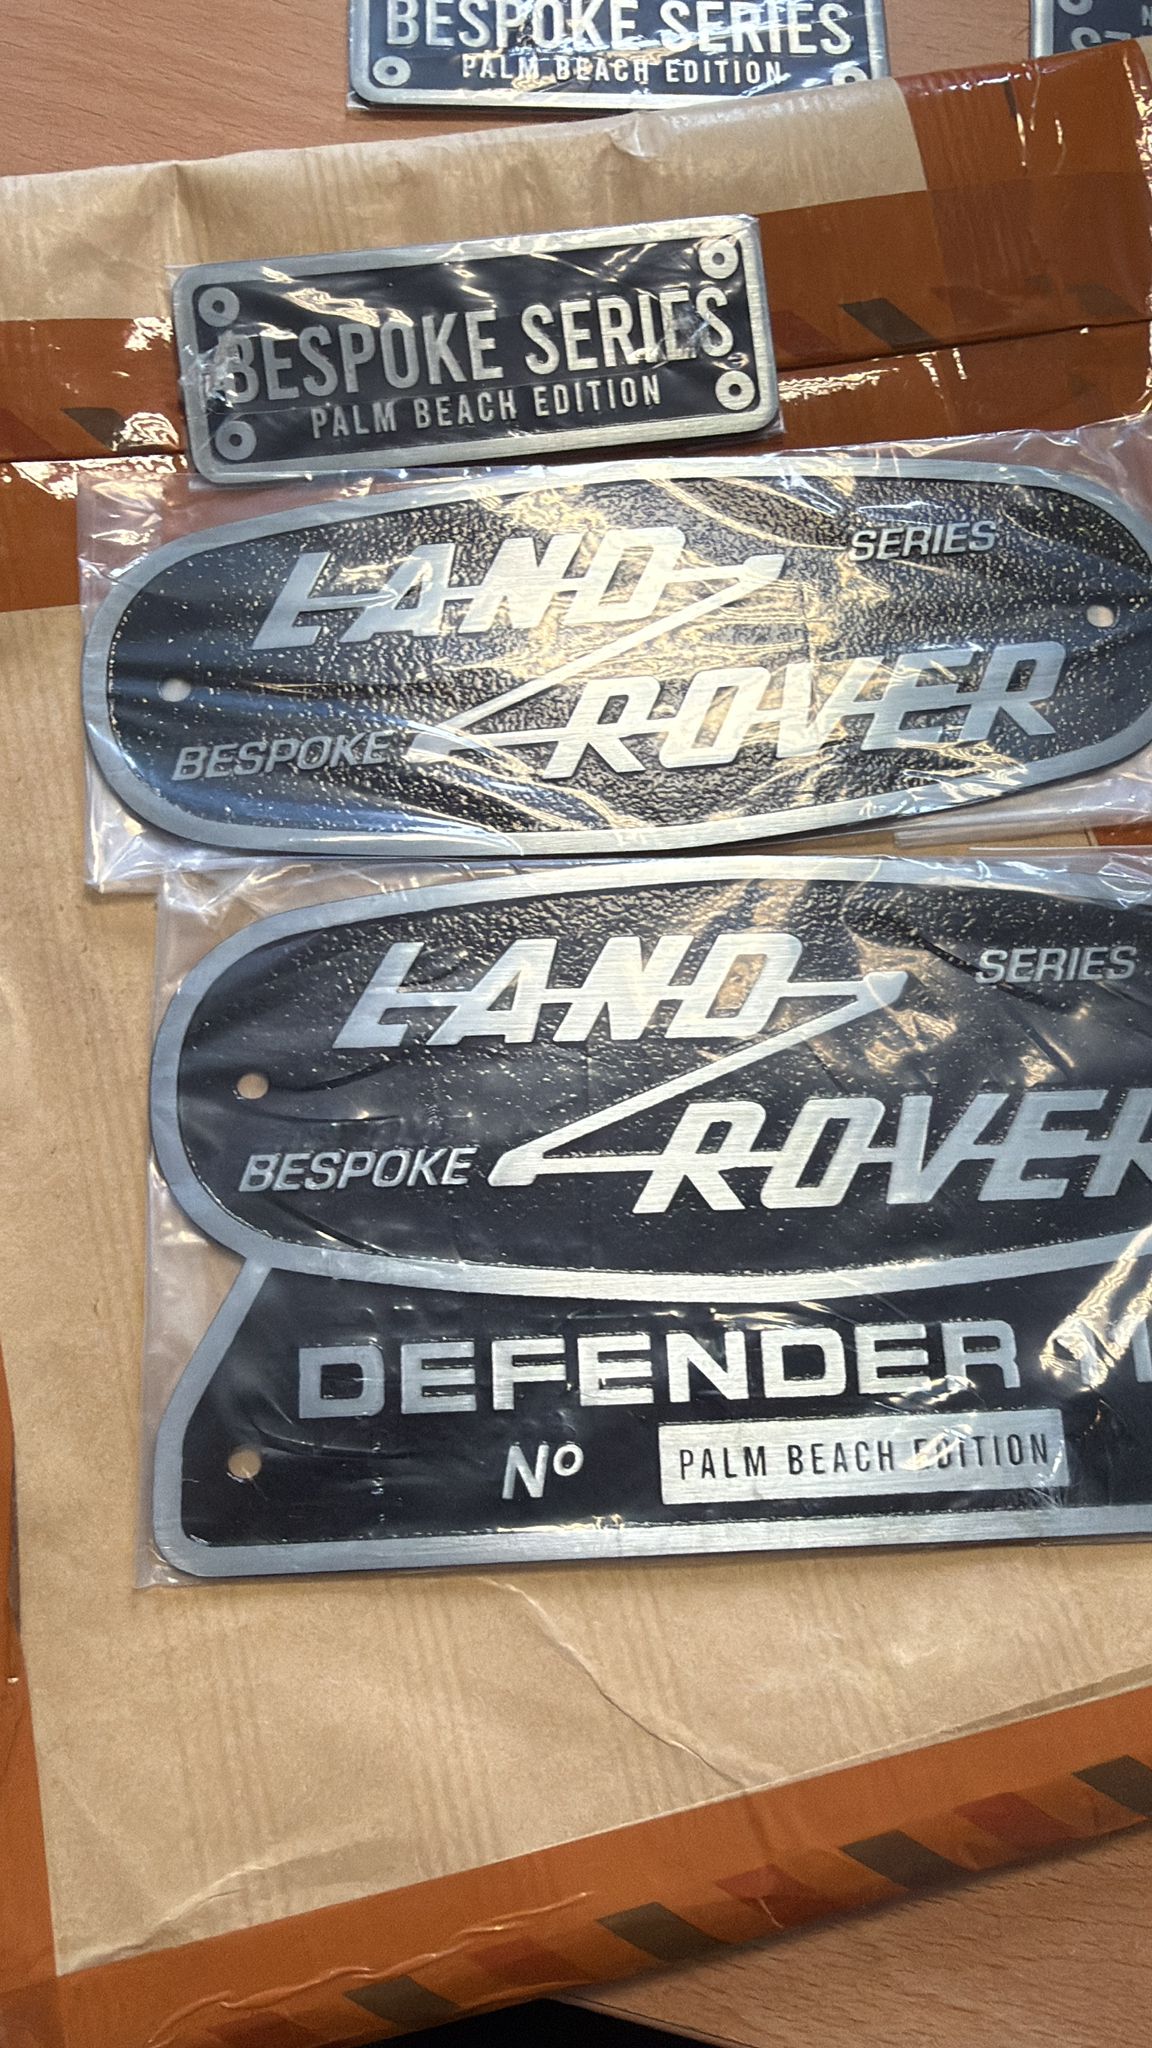 BESPOKE SERIES
PALM BEACH EDITION
BESPOKE SERIES
PALM BEACH EDITION
LAND
SERIES
BESPOKE
ROVER
LAND
SERIES
BESPOKE
ROVER
DEFENDER
Nº
PALM BEACH EDITION